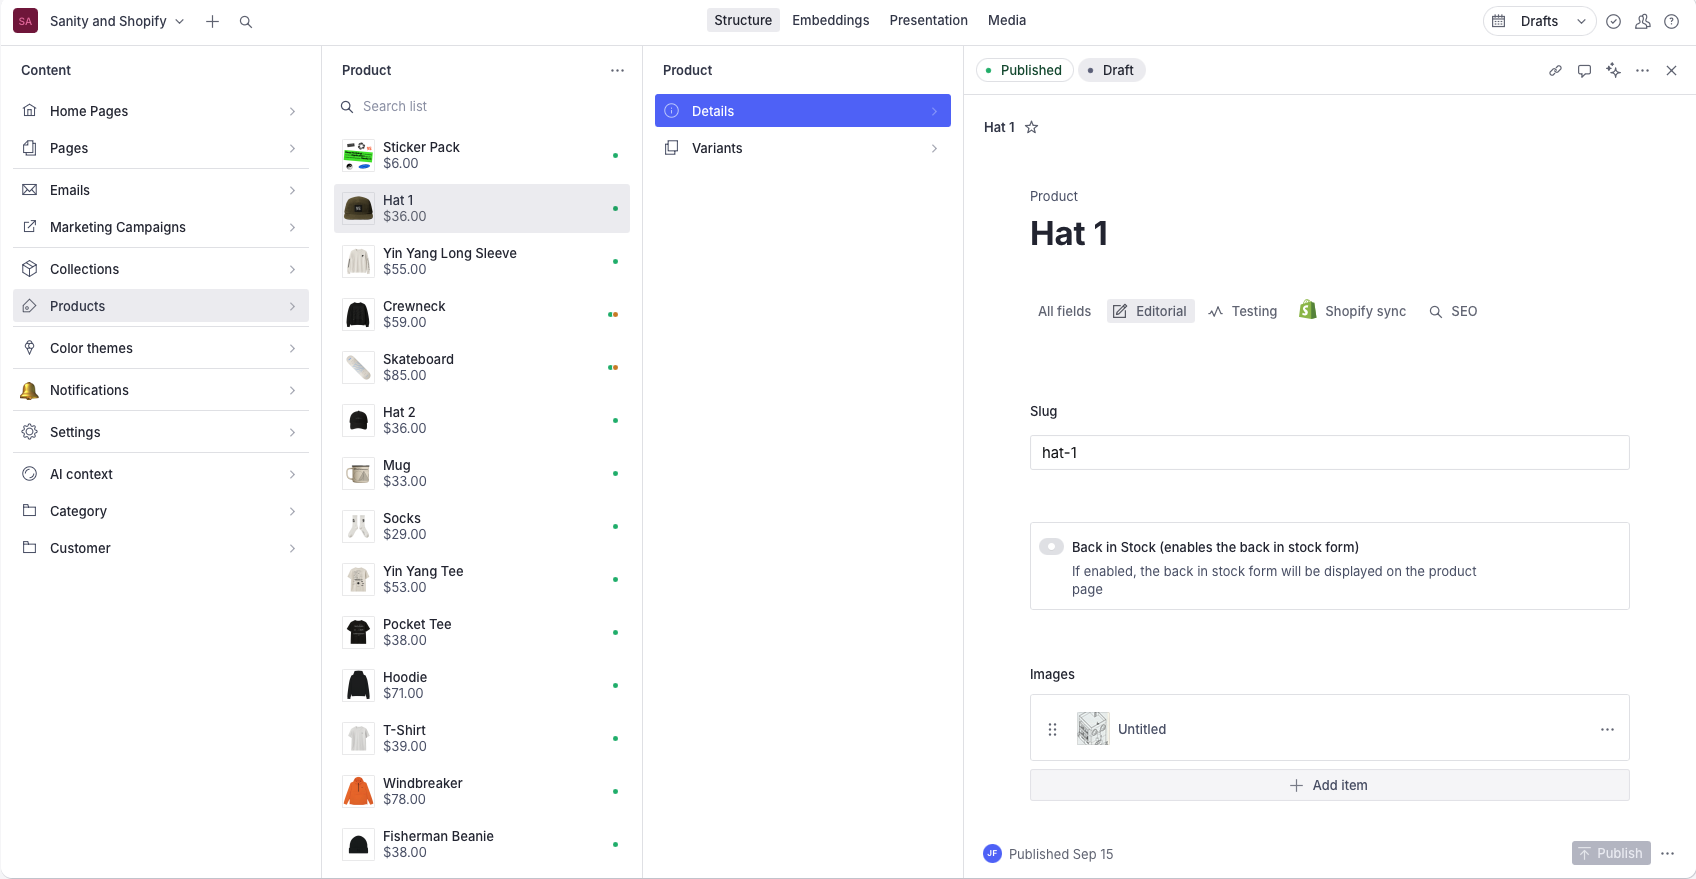 SA
Sanity and Shopify
Structure
Embeddings
Presentation
Media
Drafts
Content
Home Pages
Pages
Emails
Marketing Campaigns
Collections
Products
Color themes
Notifications
Settings
AI context
Category
Customer
Product
Search list
Sticker Pack
$6.00
Hat 1
$36.00
Yin Yang Long Sleeve
$55.00
Crewneck
$59.00
Skateboard
$85.00
Hat 2
$36.00
Mug
$33.00
Socks
$29.00
Yin Yang Tee
$53.00
Pocket Tee
$38.00
Hoodie
$71.00
T-Shirt
$39.00
Windbreaker
$78.00
Fisherman Beanie
$38.00
Product
Details
Variants
Published
Draft
Hat 1
Product
Hat 1
All fields
Editorial
Testing
Shopify sync
SEO
Slug
hat-1
Back in Stock (enables the back in stock form)
If enabled, the back in stock form will be displayed on the product
page
Images
Untitled
Add item
JF
Published Sep 15
Publish